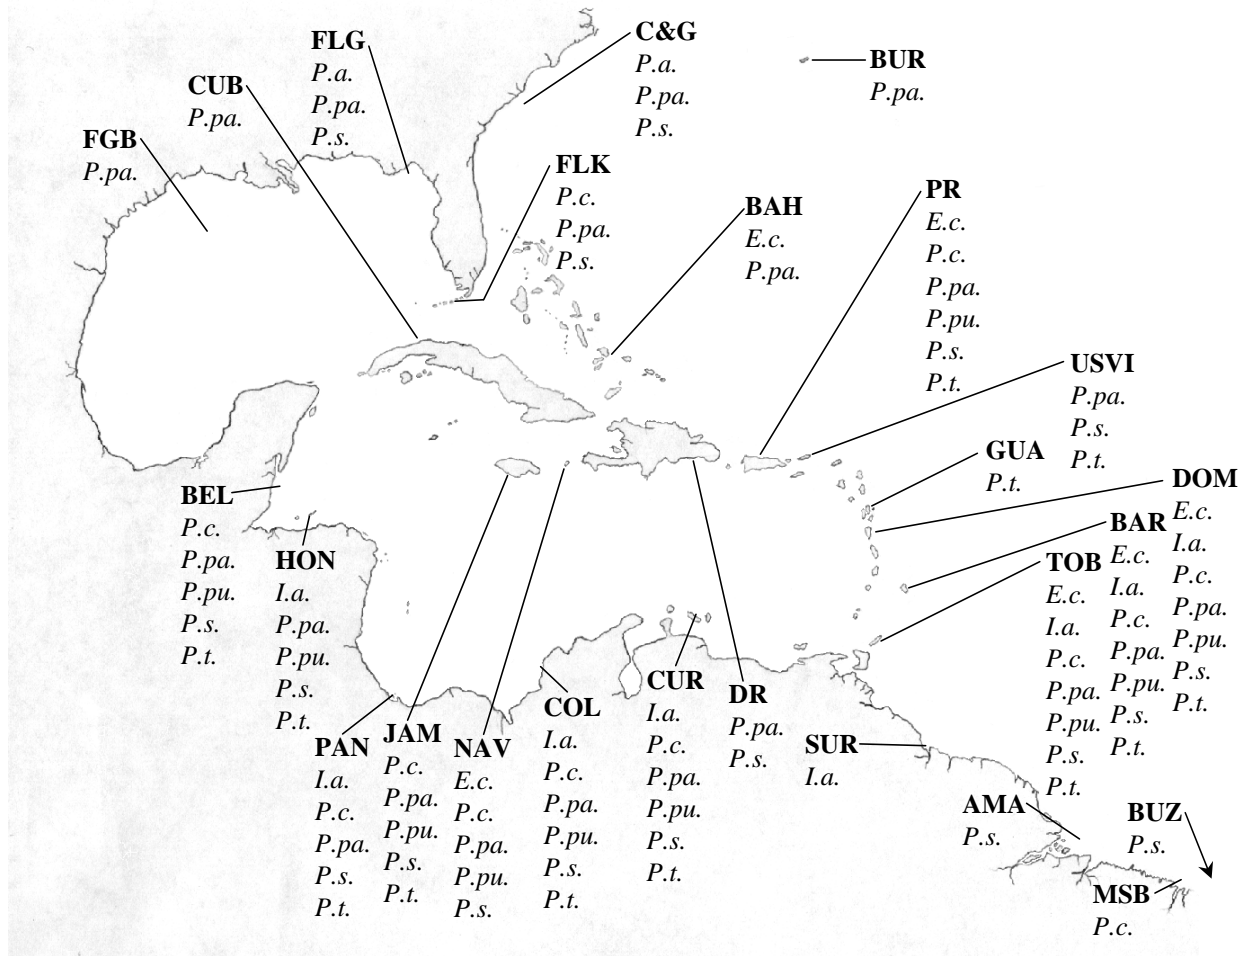 FLG
P.a.
P.pa.
P.s.
C&G
P.a.
P.pa.
P.s.
BUR
P.pa.
CUB
P.pa.
FGB
P.pa.
FLK
P.c.
P.pa.
P.s.
BAH
E.c.
P.pa.
PR
E.c.
P.c.
P.pa.
P.pu.
P.s.
P.t.
USVI
P.pa.
P.s.
P.t.
GUA
P.t.
DOM
E.c.
I.a.
P.c.
P.pa.
P.pu.
P.s.
P.t.
BAR
E.c.
I.a.
P.c.
P.pa.
P.pu.
P.s.
P.t.
TOB
E.c.
I.a.
P.c.
P.pa.
P.pu.
P.s.
P.t.
BEL
P.c.
P.pa.
P.pu.
P.s.
P.t.
HON
I.a.
P.pa.
P.pu.
P.s.
P.t.
PAN
I.a.
P.c.
P.pa.
P.s.
P.t.
JAM
P.c.
P.pa.
P.pu.
P.s.
P.t.
NAV
E.c.
P.c.
P.pa.
P.pu.
P.s.
COL
I.a.
P.c.
P.pa.
P.pu.
P.s.
P.t.
CUR
I.a.
P.c.
P.pa.
P.pu.
P.s.
P.t.
DR
P.pa.
P.s.
SUR
I.a.
AMA
P.s.
BUZ
P.s.
MSB
P.c.